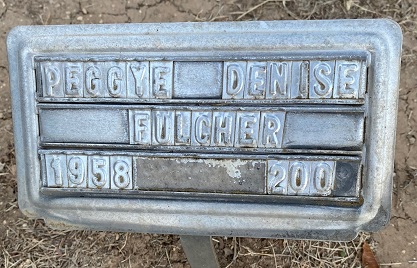 PEGGYE DENISE
FULCHER
1958 200